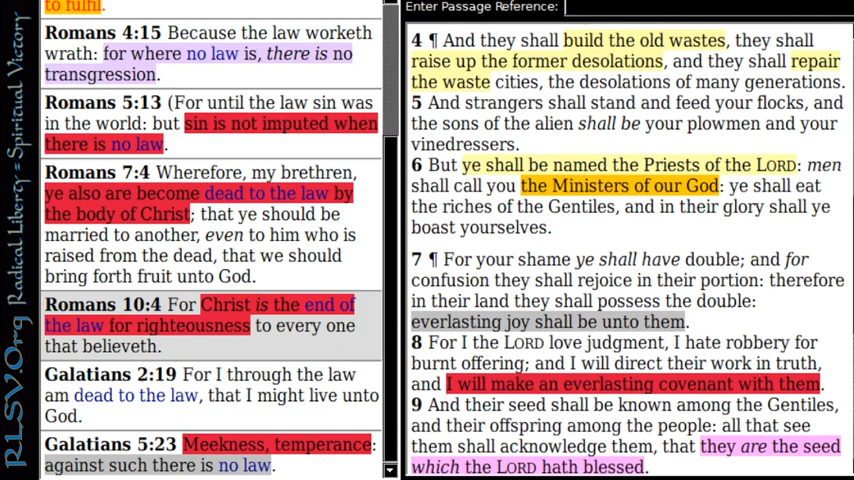 RLSV.Org Radical Liberty = Spiritual Victory
to fulfil.
Romans 4:15 Because the law worketh
wrath: for where no law is, there is no
transgression.
Romans 5:13 (For until the law sin was
in the world: but sin is not imputed when
there is no law.
Romans 7:4 Wherefore, my brethren,
ye also are become dead to the law by
the body of Christ; that ye should be
married to another, even to him who is
raised from the dead, that we should
bring forth fruit unto God.
Romans 10:4 For Christ is the end of
the law for righteousness to every one
that believeth.
Galatians 2:19 For I through the law
am dead to the law, that I might live unto
God.
Galatians 5:23 Meekness, temperance:
against such there is no law.
Enter Passage Reference:
4 ¶ And they shall build the old wastes, they shall
raise up the former desolations, and they shall repair
the waste cities, the desolations of many generations.
5 And strangers shall stand and feed your flocks, and
the sons of the alien shall be your plowmen and your
vinedressers.
6 But ye shall be named the Priests of the LORD: men
shall call you the Ministers of our God: ye shall eat
the riches of the Gentiles, and in their glory shall ye
boast yourselves.
7 ¶ For your shame ye shall have double; and for
confusion they shall rejoice in their portion: therefore
in their land they shall possess the double:
everlasting joy shall be unto them.
8 For I the LORD love judgment, I hate robbery for
burnt offering; and I will direct their work in truth,
and I will make an everlasting covenant with them.
9 And their seed shall be known among the Gentiles,
and their offspring among the people: all that see
them shall acknowledge them, that they are the seed
which the LORD hath blessed.